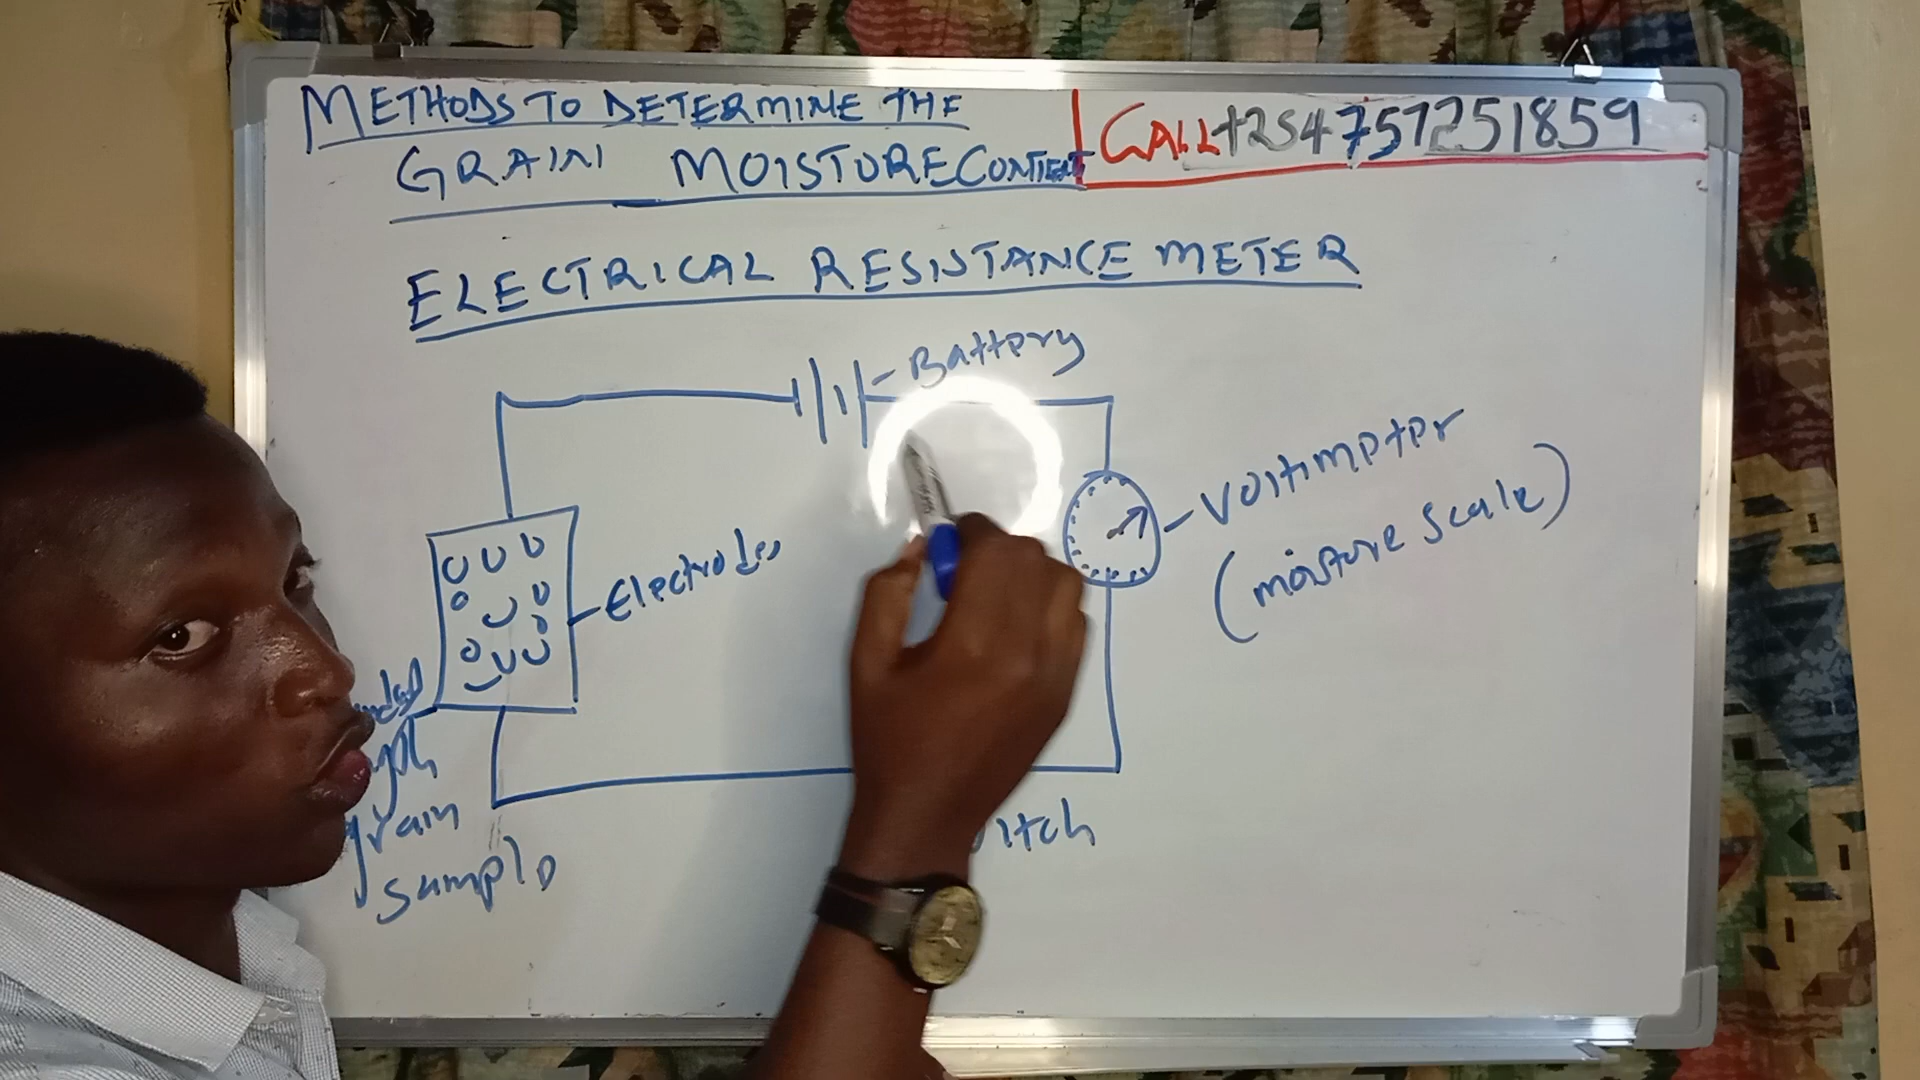 METHODS TO DETERMINE THE
GRAIN MOISTURE CONTENT
CALL +254757251859
ELECTRICAL RESISTANCE METER
Battery
Voltimeter
(moisture scale)
Electrodes
grain
sample
itch